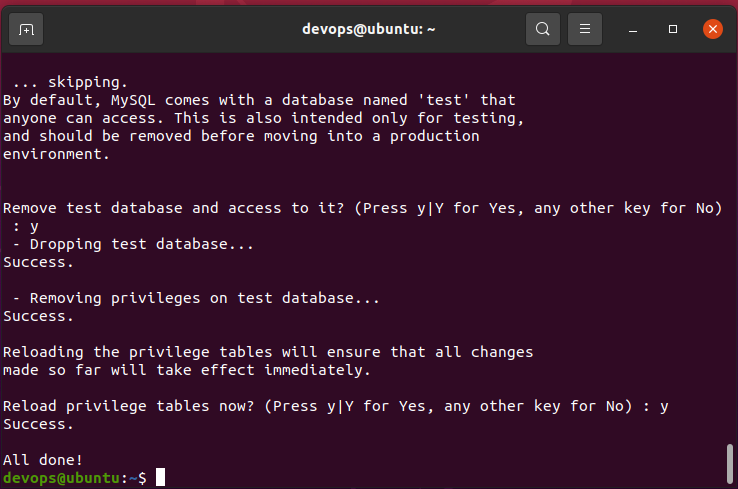 devops@ubuntu: ~
... skipping.
By default, MySQL comes with a database named 'test' that
anyone can access. This is also intended only for testing,
and should be removed before moving into a production
environment.
Remove test database and access to it? (Press y|Y for Yes, any other key for No)
 : y
 - Dropping test database...
Success.
 - Removing privileges on test database...
Success.
Reloading the privilege tables will ensure that all changes
made so far will take effect immediately.
Reload privilege tables now? (Press y|Y for Yes, any other key for No) : y
Success.
All done!
devops@ubuntu:~$